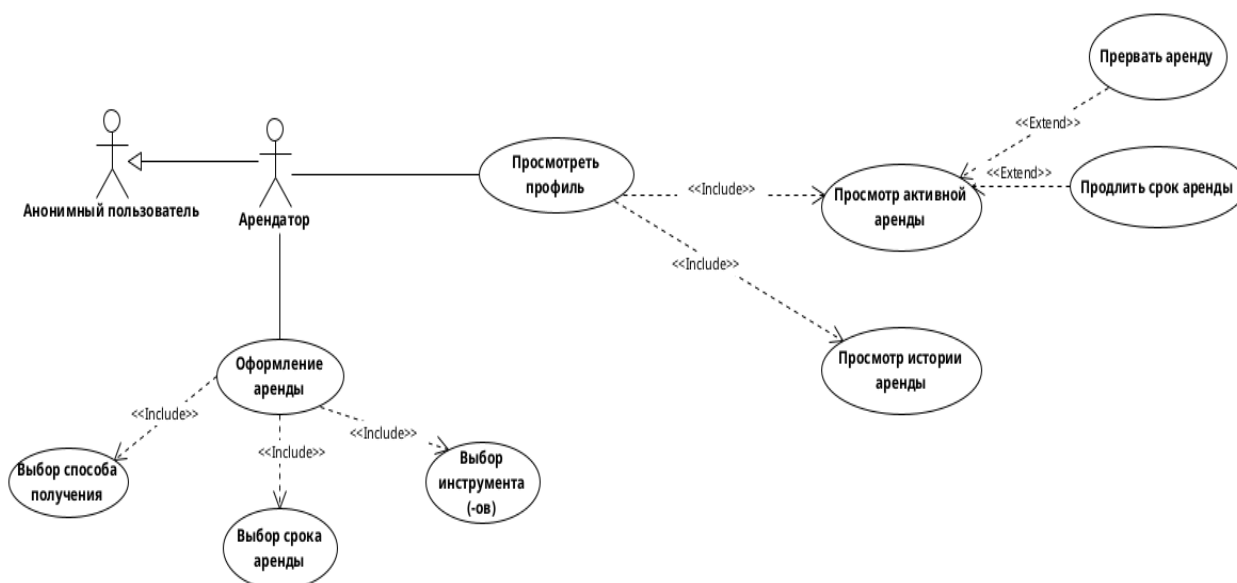 Прервать аренду
<<Extend>>
Просмотреть
профиль
<<Include>>
<<Extend>>
Просмотр активной
аренды
Продлить срок аренды
Анонимный пользователь
Арендатор
<<Include>>
Просмотр истории
аренды
Оформление
аренды
<<Include>>
<<Include>>
<<Include>>
Выбор способа
получения
Выбор срока
аренды
Выбор
инструмента
(-ов)